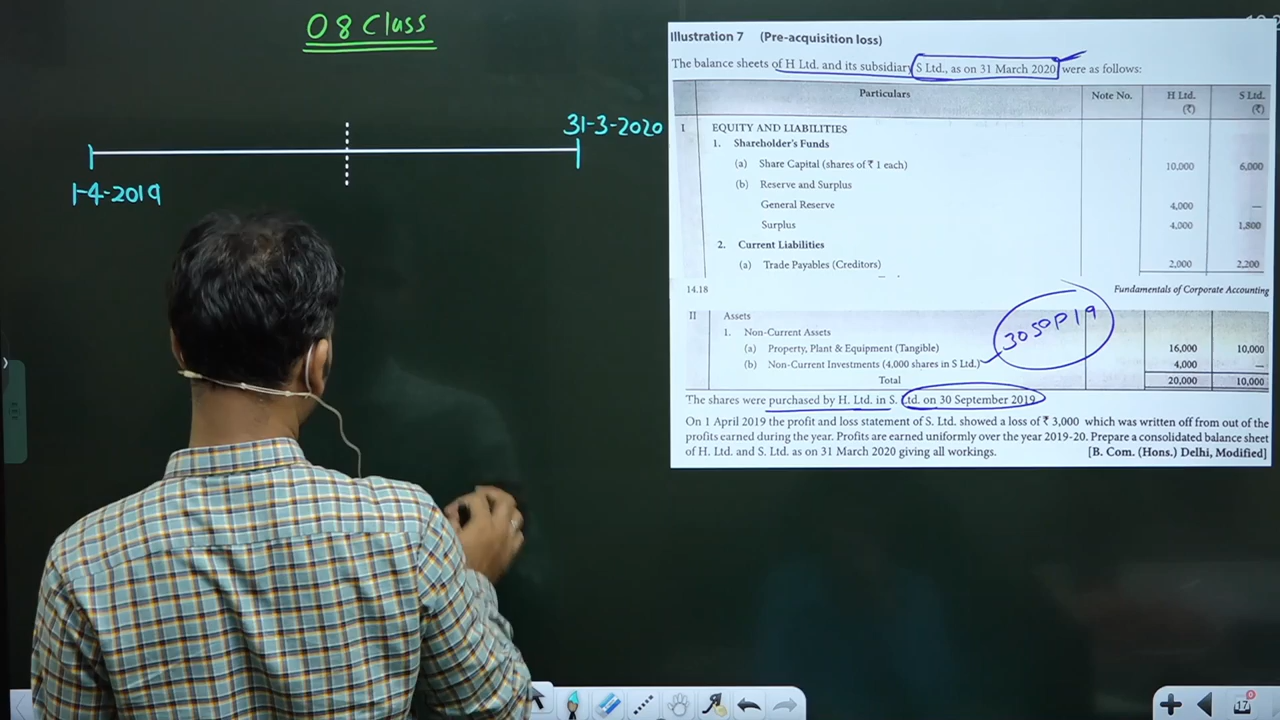 08 Class
31-3-2020
1-4-2019
Illustration 7 (Pre-acquisition loss)
The balance sheets of H Ltd. and its subsidiary S Ltd., as on 31 March 2020 were as follows:
Particulars Note No. H Ltd. (₹) S Ltd. (₹)
I EQUITY AND LIABILITIES
1. Shareholder's Funds
(a) Share Capital (shares of ₹ 1 each) 10,000 6,000
(b) Reserve and Surplus
General Reserve 4,000 —
Surplus 4,000 1,800
2. Current Liabilities
(a) Trade Payables (Creditors) 2,000 2,200
14.18 Fundamentals of Corporate Accounting
II Assets
1. Non-Current Assets
(a) Property, Plant & Equipment (Tangible) 16,000 10,000
(b) Non-Current Investments (4,000 shares in S Ltd.) 4,000 —
Total 20,000 10,000
30 Sep 19
The shares were purchased by H. Ltd. in S. Ltd. on 30 September 2019.
On 1 April 2019 the profit and loss statement of S. Ltd. showed a loss of ₹ 3,000 which was written off from out of the
profits earned during the year. Profits are earned uniformly over the year 2019-20. Prepare a consolidated balance sheet
of H. Ltd. and S. Ltd. as on 31 March 2020 giving all workings. [B. Com. (Hons.) Delhi, Modified]
17